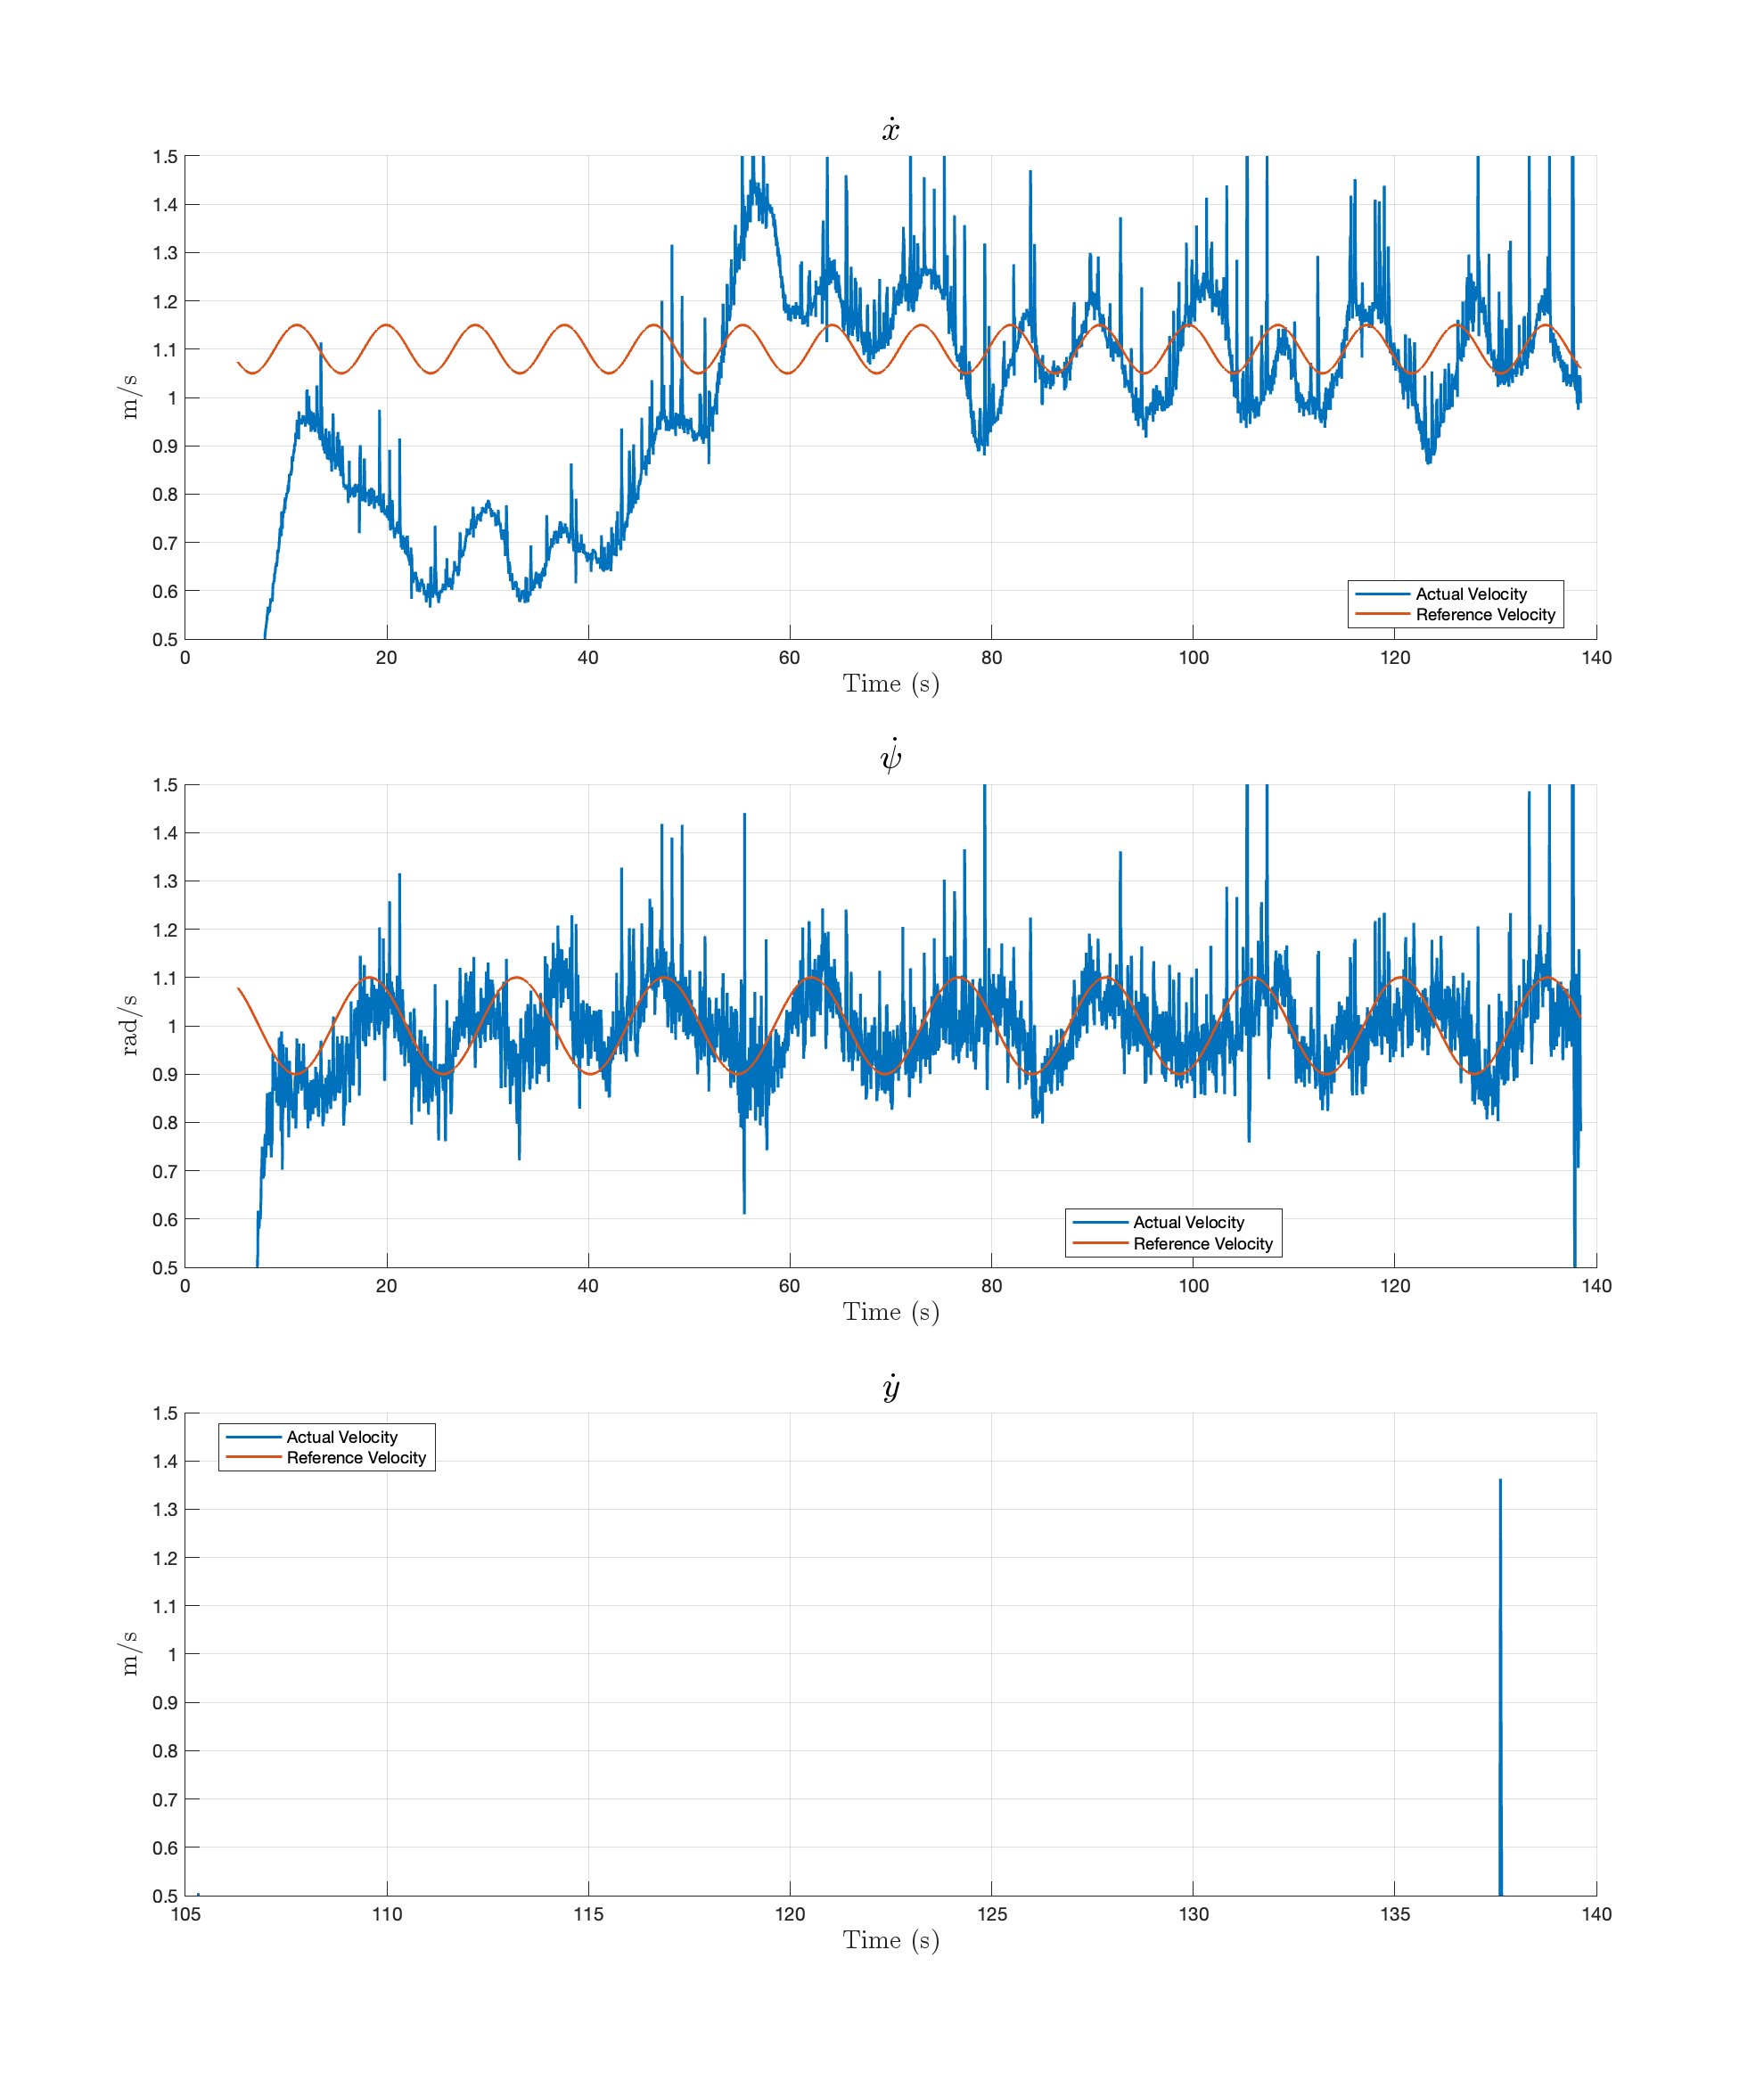 ẋ
1.5
1.4
1.3
1.2
1.1
1
0.9
0.8
0.7
0.6
0.5
m/s
Actual Velocity
Reference Velocity
0 20 40 60 80 100 120 140
Time (s)
ψ̇
1.5
1.4
1.3
1.2
1.1
1
0.9
0.8
0.7
0.6
0.5
rad/s
Actual Velocity
Reference Velocity
0 20 40 60 80 100 120 140
Time (s)
ẏ
1.5
1.4
1.3
1.2
1.1
1
0.9
0.8
0.7
0.6
0.5
m/s
Actual Velocity
Reference Velocity
105 110 115 120 125 130 135 140
Time (s)